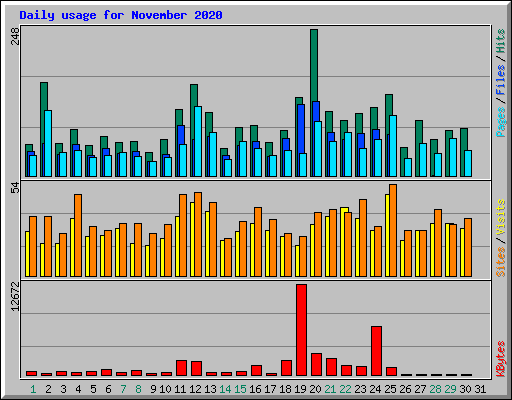 Daily usage for November 2020
248
Pages / Files / Hits
54
Sites / Visits
12672
KBytes
1 2 3 4 5 6 7 8 9 10 11 12 13 14 15 16 17 18 19 20 21 22 23 24 25 26 27 28 29 30 31